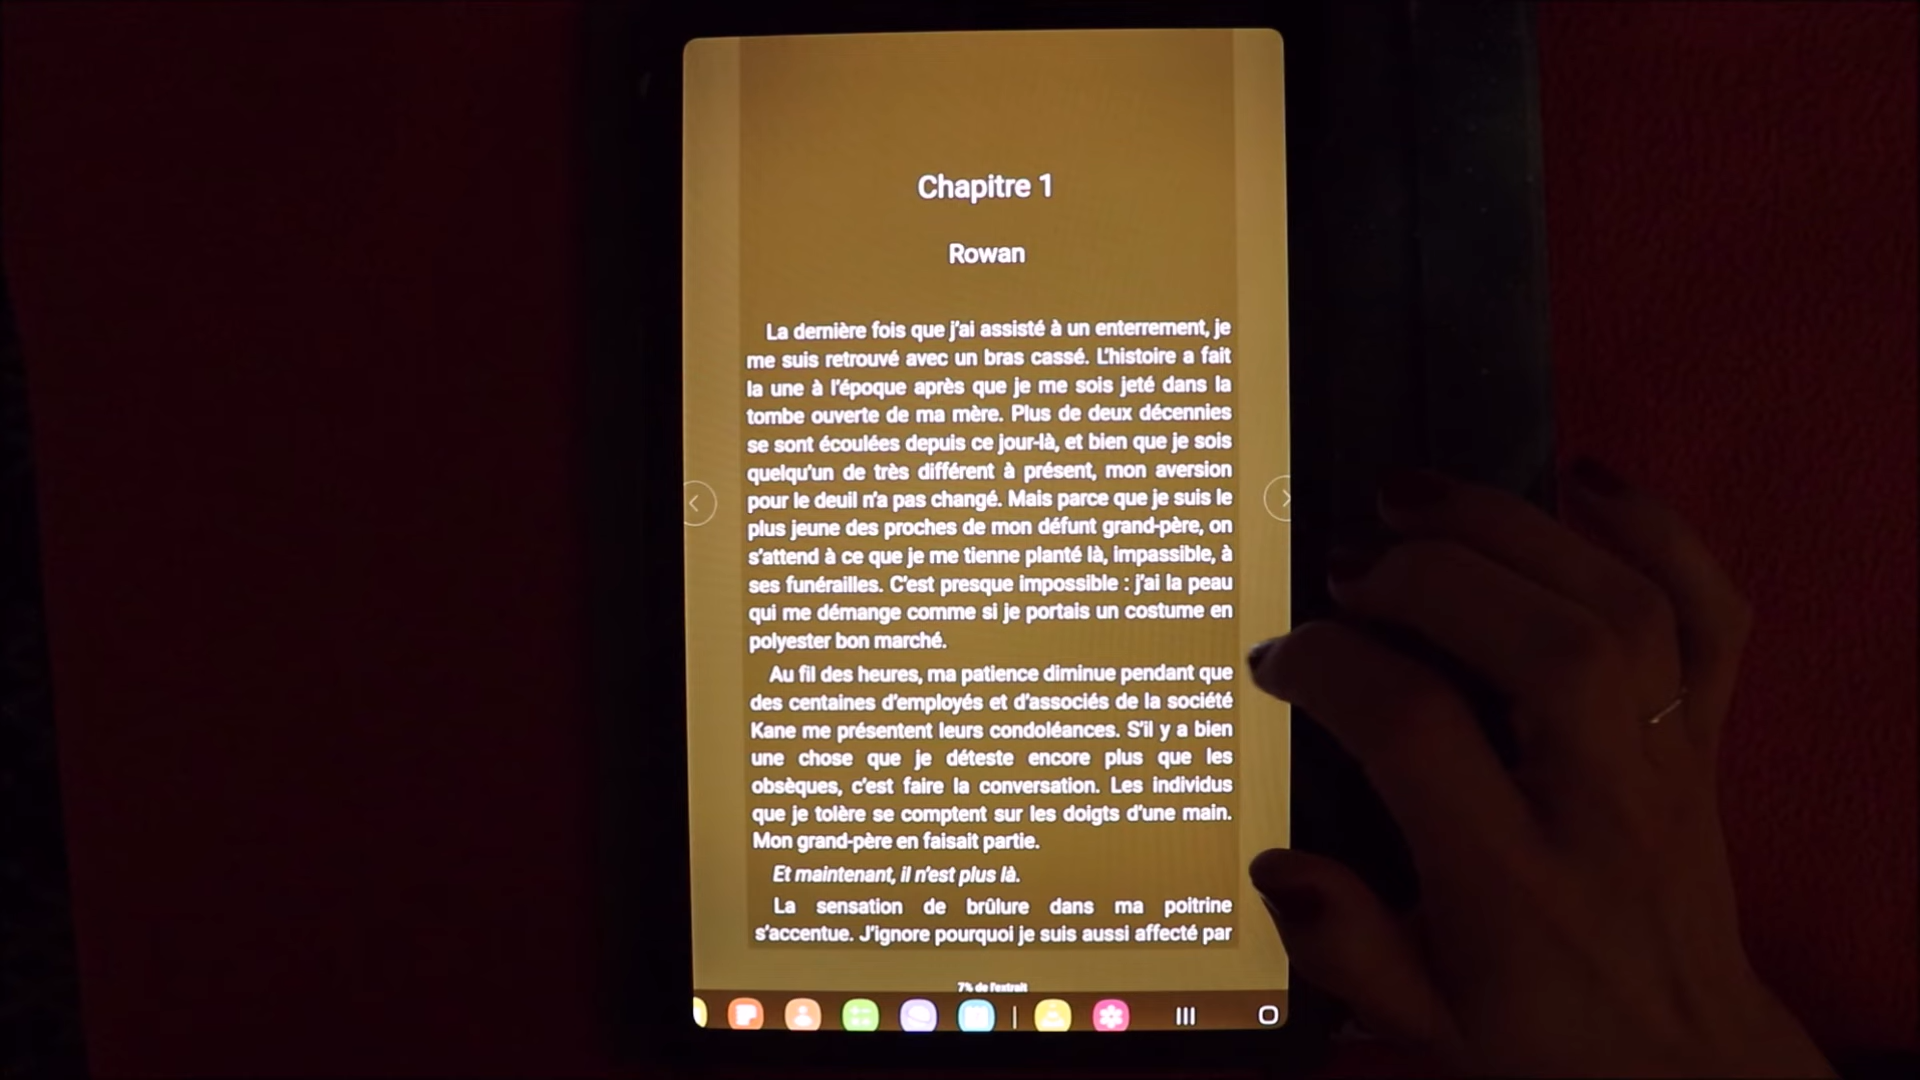 Chapitre 1
Rowan
La dernière fois que j'ai assisté à un enterrement, je
me suis retrouvé avec un bras cassé. L'histoire a fait
la une à l'époque après que je me sois jeté dans la
tombe ouverte de ma mère. Plus de deux décennies
se sont écoulées depuis ce jour-là, et bien que je sois
quelqu'un de très différent à présent, mon aversion
pour le deuil n'a pas changé. Mais parce que je suis le
plus jeune des proches de mon défunt grand-père, on
s'attend à ce que je me tienne planté là, impassible, à
ses funérailles. C'est presque impossible : j'ai la peau
qui me démange comme si je portais un costume en
polyester bon marché.
Au fil des heures, ma patience diminue pendant que
des centaines d'employés et d'associés de la société
Kane me présentent leurs condoléances. S'il y a bien
une chose que je déteste encore plus que les
obsèques, c'est faire la conversation. Les individus
que je tolère se comptent sur les doigts d'une main.
Mon grand-père en faisait partie.
Et maintenant, il n'est plus là.
La sensation de brûlure dans ma poitrine
s'accentue. J'ignore pourquoi je suis aussi affecté par
7% de l'extrait